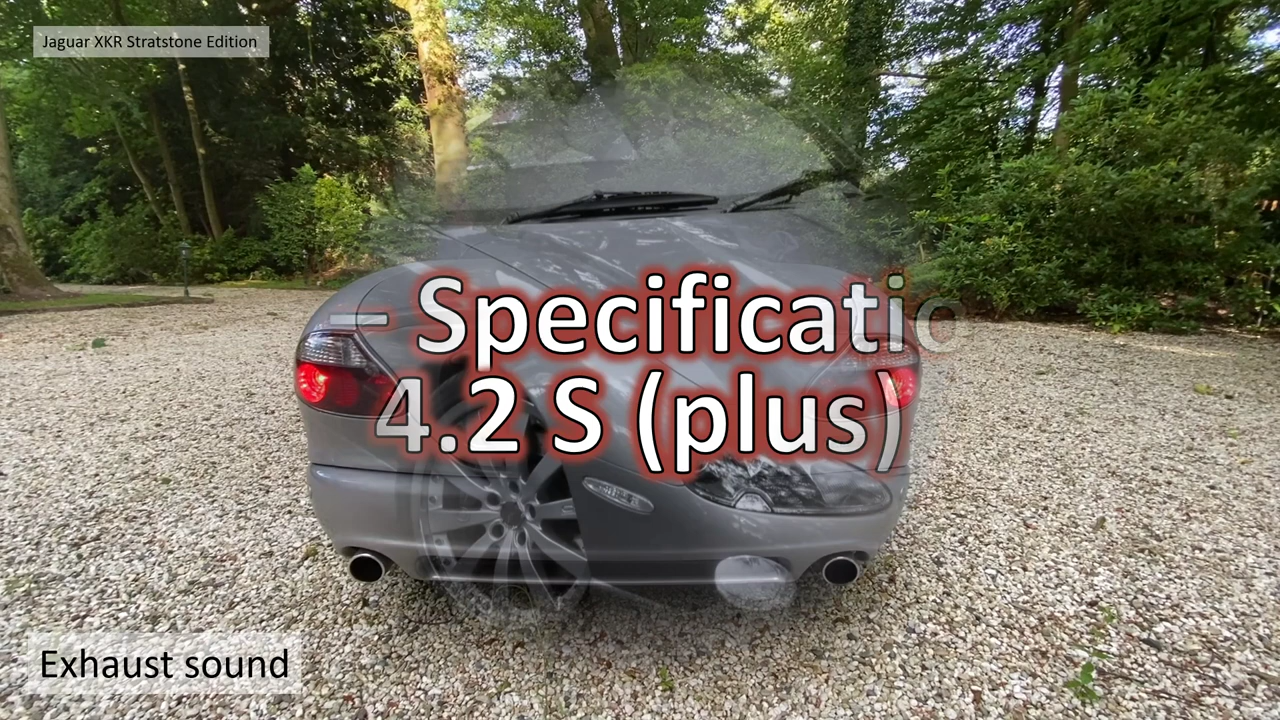 Jaguar XKR Stratstone Edition
– Specificatio
4.2 S (plus)
Exhaust sound